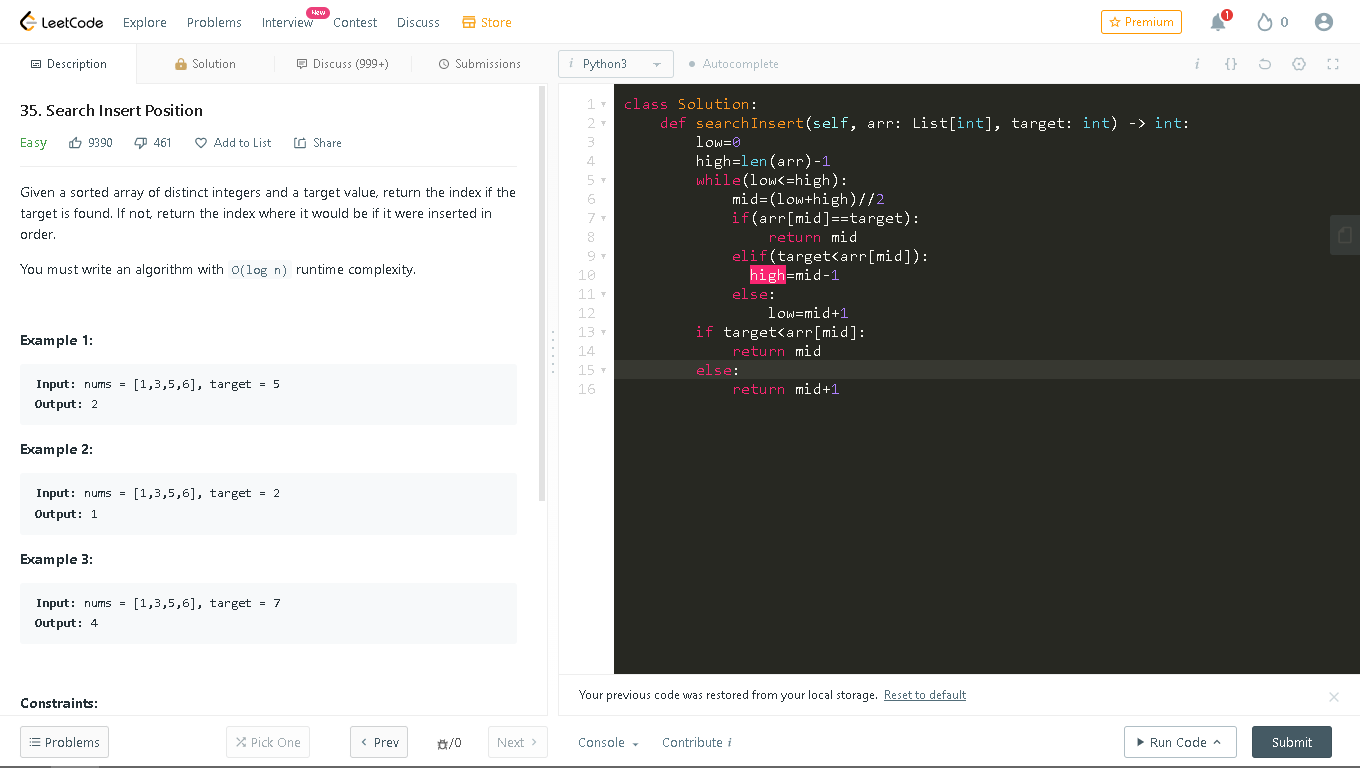 LeetCode Explore Problems Interview New Contest Discuss Store Premium 1 0
Description Solution Discuss (999+) Submissions
i Python3 Autocomplete i {}
35. Search Insert Position
Easy 9390 461 Add to List Share
Given a sorted array of distinct integers and a target value, return the index if the
target is found. If not, return the index where it would be if it were inserted in
order.
You must write an algorithm with O(log n) runtime complexity.
Example 1:
Input: nums = [1,3,5,6], target = 5
Output: 2
Example 2:
Input: nums = [1,3,5,6], target = 2
Output: 1
Example 3:
Input: nums = [1,3,5,6], target = 7
Output: 4
Constraints:
1 class Solution:
2     def searchInsert(self, arr: List[int], target: int) -> int:
3         low=0
4         high=len(arr)-1
5         while(low<=high):
6             mid=(low+high)//2
7             if(arr[mid]==target):
8                 return mid
9             elif(target<arr[mid]):
10               high=mid-1
11             else:
12                 low=mid+1
13         if target<arr[mid]:
14             return mid
15         else:
16             return mid+1
Your previous code was restored from your local storage. Reset to default
Problems Pick One Prev /0 Next
Console Contribute i Run Code Submit